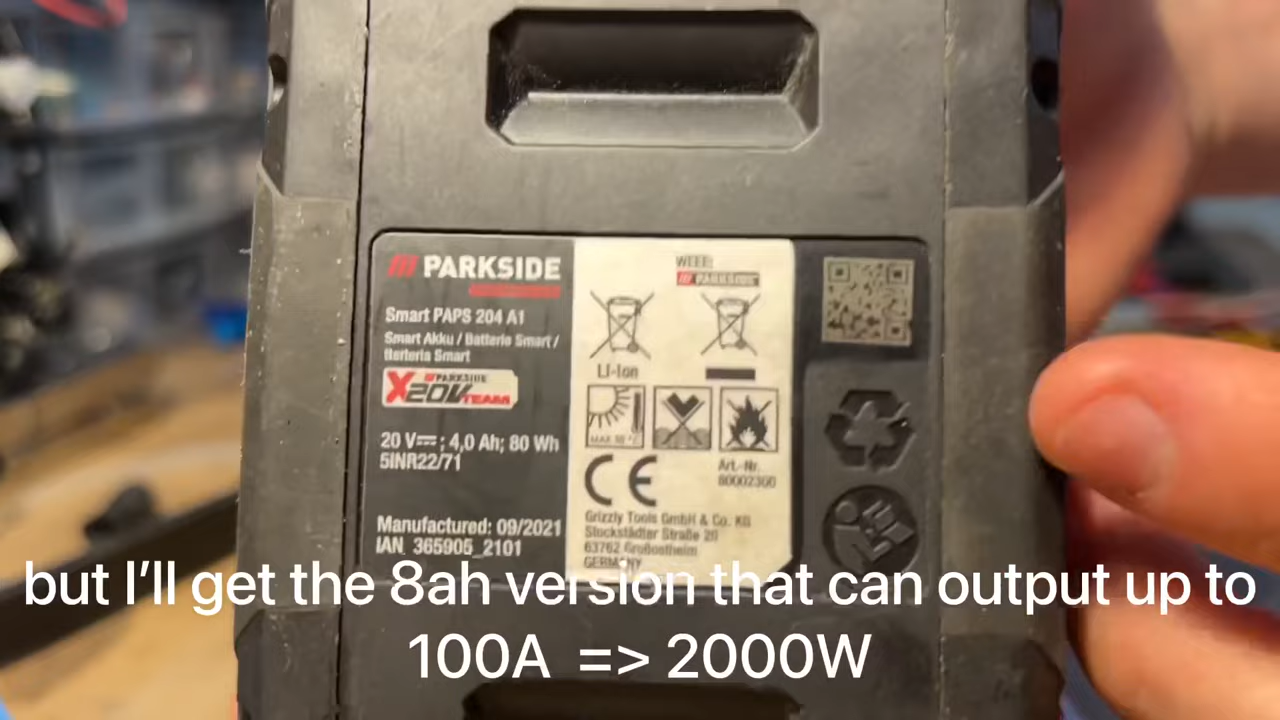 PARKSIDE
Smart PAPS 204 A1
Smart Akku / Batterie Smart /
Batteria Smart
PARKSIDE
X20V TEAM
20 V⎓; 4,0 Ah; 80 Wh
5INR22/71
Manufactured: 09/2021
IAN 365905_2101
WEEE:
PARKSIDE
LI-Ion
CE
Art.-Nr.
80002300
Grizzly Tools GmbH & Co. KG
Stockstädter Straße 20
63762 Großostheim
GERMANY
but I'll get the 8ah version that can output up to
100A => 2000W